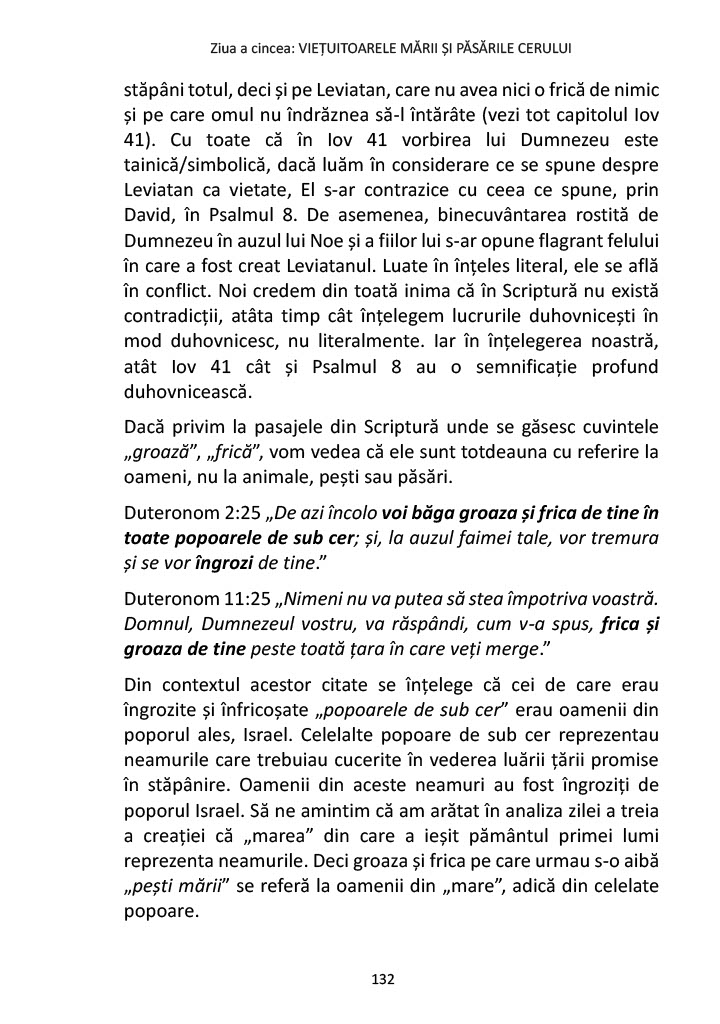 Ziua a cincea: VIEȚUITOARELE MĂRII ȘI PĂSĂRILE CERULUI
stăpâni totul, deci și pe Leviatan, care nu avea nici o frică de nimic
și pe care omul nu îndrăznea să-l întărâte (vezi tot capitolul Iov
41). Cu toate că în Iov 41 vorbirea lui Dumnezeu este
tainică/simbolică, dacă luăm în considerare ce se spune despre
Leviatan ca vietate, El s-ar contrazice cu ceea ce spune, prin
David, în Psalmul 8. De asemenea, binecuvântarea rostită de
Dumnezeu în auzul lui Noe și a fiilor lui s-ar opune flagrant felului
în care a fost creat Leviatanul. Luate în înțeles literal, ele se află
în conflict. Noi credem din toată inima că în Scriptură nu există
contradicții, atâta timp cât înțelegem lucrurile duhovnicești în
mod duhovnicesc, nu literalmente. Iar în înțelegerea noastră,
atât Iov 41 cât și Psalmul 8 au o semnificație profund
duhovnicească.
Dacă privim la pasajele din Scriptură unde se găsesc cuvintele
„groază”, „frică”, vom vedea că ele sunt totdeauna cu referire la
oameni, nu la animale, pești sau păsări.
Duteronom 2:25 „De azi încolo voi băga groaza și frica de tine în
toate popoarele de sub cer; și, la auzul faimei tale, vor tremura
și se vor îngrozi de tine.”
Duteronom 11:25 „Nimeni nu va putea să stea împotriva voastră.
Domnul, Dumnezeul vostru, va răspândi, cum v-a spus, frica și
groaza de tine peste toată țara în care veți merge.”
Din contextul acestor citate se înțelege că cei de care erau
îngrozite și înfricoșate „popoarele de sub cer” erau oamenii din
poporul ales, Israel. Celelalte popoare de sub cer reprezentau
neamurile care trebuiau cucerite în vederea luării țării promise
în stăpânire. Oamenii din aceste neamuri au fost îngroziți de
poporul Israel. Să ne amintim că am arătat în analiza zilei a treia
a creației că „marea” din care a ieșit pământul primei lumi
reprezenta neamurile. Deci groaza și frica pe care urmau s-o aibă
„pești mării” se referă la oamenii din „mare”, adică din celelate
popoare.
132